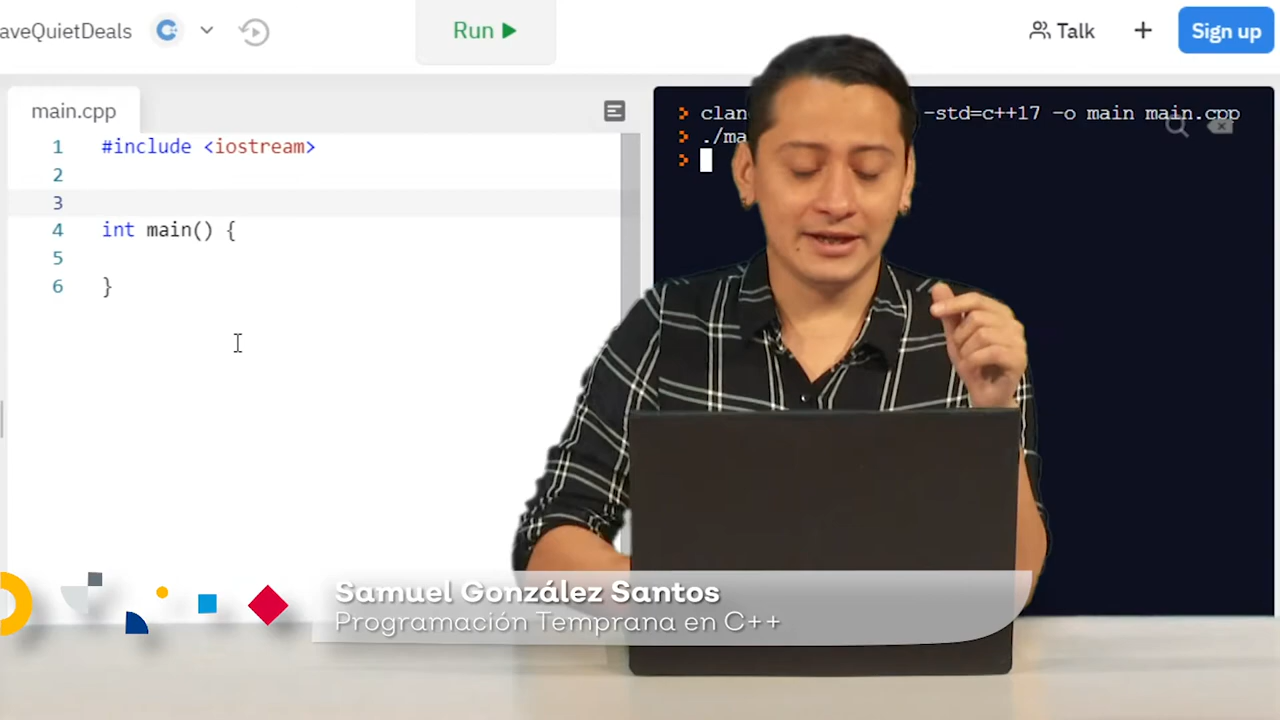 Run
Talk
+
Sign up
main.cpp
1 #include <iostream>
2
3
4 int main() {
5
6 }
> -std=c++17 -o main main.cpp
>
>
Samuel González Santos
Programación Temprana en C++